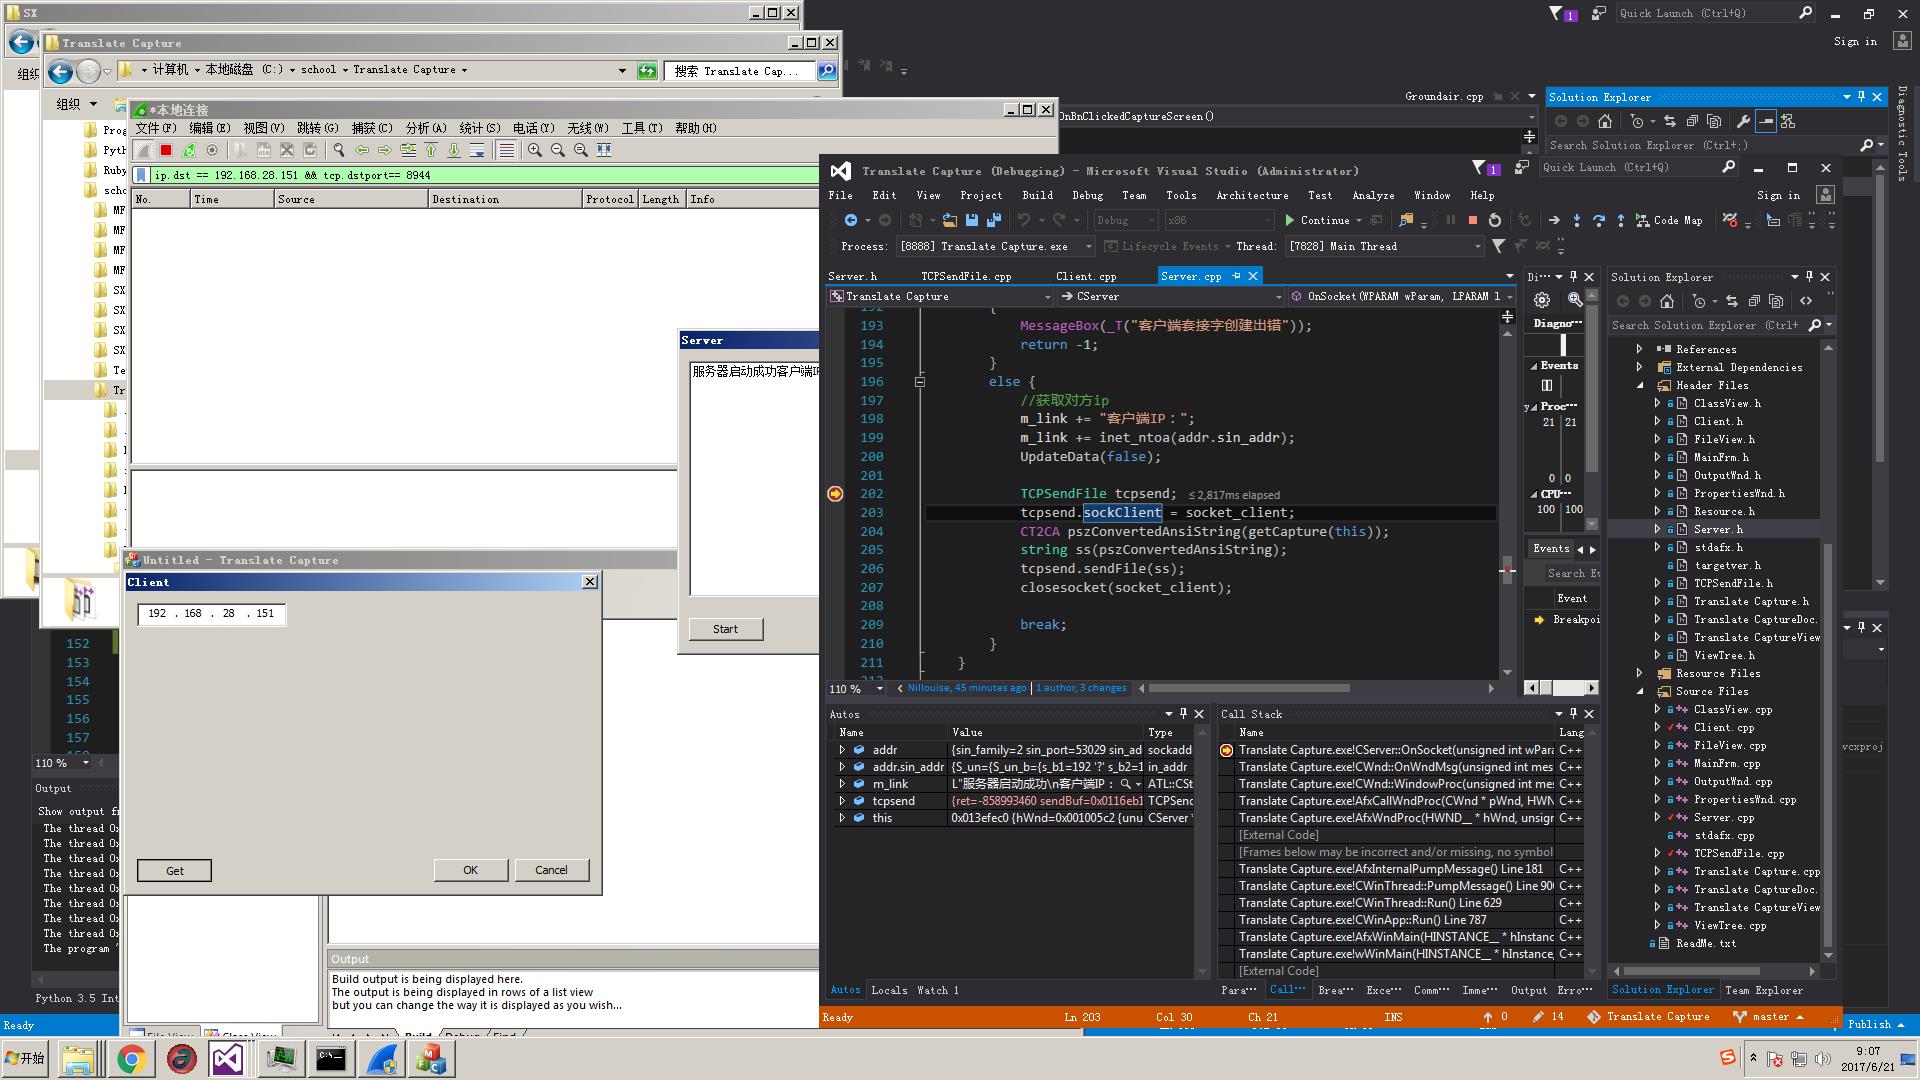 SX
Translate Capture
计算机 本地磁盘 (C:) school Translate Capture
搜索 Translate Cap...
组织
*本地连接
文件(F) 编辑(E) 视图(V) 跳转(G) 捕获(C) 分析(A) 统计(S) 电话(Y) 无线(W) 工具(T) 帮助(H)
ip.dst == 192.168.28.151 && tcp.dstport== 8944
No. Time Source Destination Protocol Length Info
Server
服务器启动成功客户端IP
Start
Untitled - Translate Capture
Client
192 . 168 . 28 . 151
Get OK Cancel
152
153
154
155
156
157
110 %
Output
The thread 0x
The thread 0x
The thread 0x
The thread 0x
The thread 0x
The thread 0x
The thread 0x
The thread 0x
The program '
Python 3.5 Int
Ready
Output
Build output is being displayed here.
The output is being displayed in rows of a list view
but you can change the way it is displayed as you wish...
Quick Launch (Ctrl+Q)
Sign in
Groundair.cpp
OnBnClickedCaptureScreen()
Solution Explorer
Search Solution Explorer (Ctrl+;)
Diagnostic Tools
Translate Capture (Debugging) - Microsoft Visual Studio (Administrator)
1 Quick Launch (Ctrl+Q)
File Edit View Project Build Debug Team Tools Architecture Test Analyze Window Help
Sign in
Debug x86 Continue Code Map
Process: [8888] Translate Capture.exe Lifecycle Events Thread: [7828] Main Thread
Server.h TCPSendFile.cpp Client.cpp Server.cpp
Translate Capture CServer OnSocket(WPARAM wParam, LPARAM l
192 {
193 MessageBox(_T("客户端套接字创建出错"));
194 return -1;
195 }
196 else {
197 //获取对方ip
198 m_link += "客户端IP：";
199 m_link += inet_ntoa(addr.sin_addr);
200 UpdateData(false);
201
202 TCPSendFile tcpsend; ≤ 2,817ms elapsed
203 tcpsend.sockClient = socket_client;
204 CT2CA pszConvertedAnsiString(getCapture(this));
205 string ss(pszConvertedAnsiString);
206 tcpsend.sendFile(ss);
207 closesocket(socket_client);
208
209 break;
210 }
211 }
110 % Nillouise, 45 minutes ago | 1 author, 3 changes
Diagno...
Events
Proc...
21 21
0 0
CPU...
100 100
Events
Event
Breakpoi
Solution Explorer
Search Solution Explorer (Ctrl+
References
External Dependencies
Header Files
ClassView.h
Client.h
FileView.h
MainFrm.h
OutputWnd.h
PropertiesWnd.h
Resource.h
Server.h
stdafx.h
targetver.h
TCPSendFile.h
Translate Capture.h
Translate CaptureDoc.
Translate CaptureView
ViewTree.h
Resource Files
Source Files
ClassView.cpp
Client.cpp
FileView.cpp
MainFrm.cpp
OutputWnd.cpp
PropertiesWnd.cpp
Server.cpp
stdafx.cpp
TCPSendFile.cpp
Translate Capture.cpp
Translate CaptureDoc.
Translate CaptureView
ViewTree.cpp
ReadMe.txt
Solution Explorer Team Explorer
Autos
Name Value Type
addr {sin_family=2 sin_port=53029 sin_ad sockadd
addr.sin_addr {S_un={S_un_b={s_b1=192 '?' s_b2=1 in_addr
m_link L"服务器启动成功\n客户端IP： ATL::CSt
tcpsend {ret=-858993460 sendBuf=0x0116eb1 TCPSenc
this 0x013efec0 {hWnd=0x001005c2 {unu CServer *
Autos Locals Watch 1
Call Stack
Name Lang
Translate Capture.exe!CServer::OnSocket(unsigned int wPara C++
Translate Capture.exe!CWnd::OnWndMsg(unsigned int mes C++
Translate Capture.exe!CWnd::WindowProc(unsigned int mes C++
Translate Capture.exe!AfxCallWndProc(CWnd * pWnd, HWN C++
Translate Capture.exe!AfxWndProc(HWND__ * hWnd, unsign C++
[External Code]
[Frames below may be incorrect and/or missing, no symbol
Translate Capture.exe!AfxInternalPumpMessage() Line 181 C++
Translate Capture.exe!CWinThread::PumpMessage() Line 900 C++
Translate Capture.exe!CWinThread::Run() Line 629 C++
Translate Capture.exe!CWinApp::Run() Line 787 C++
Translate Capture.exe!AfxWinMain(HINSTANCE__ * hInstanc C++
Translate Capture.exe!wWinMain(HINSTANCE__ * hInstance, C++
[External Code]
Para... Call... Brea... Exce... Comm... Imme... Output Erro...
Ready Ln 203 Col 30 Ch 21 INS 0 14 Translate Capture master
Publish
开始
9:07
2017/6/21